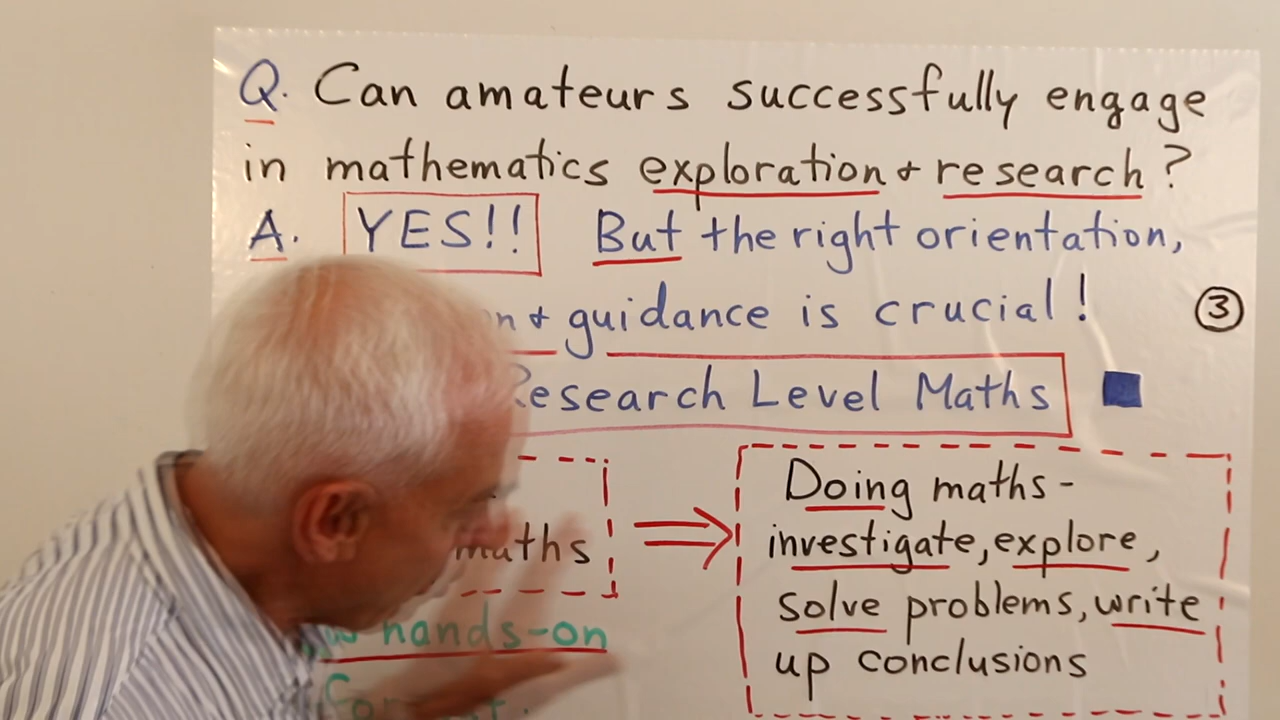 Q. Can amateurs successfully engage
in mathematics exploration + research?
A. YES!! But the right orientation,
+ guidance is crucial!
3
Research Level Maths
maths
Doing maths -
investigate, explore,
solve problems, write
up conclusions
hands-on